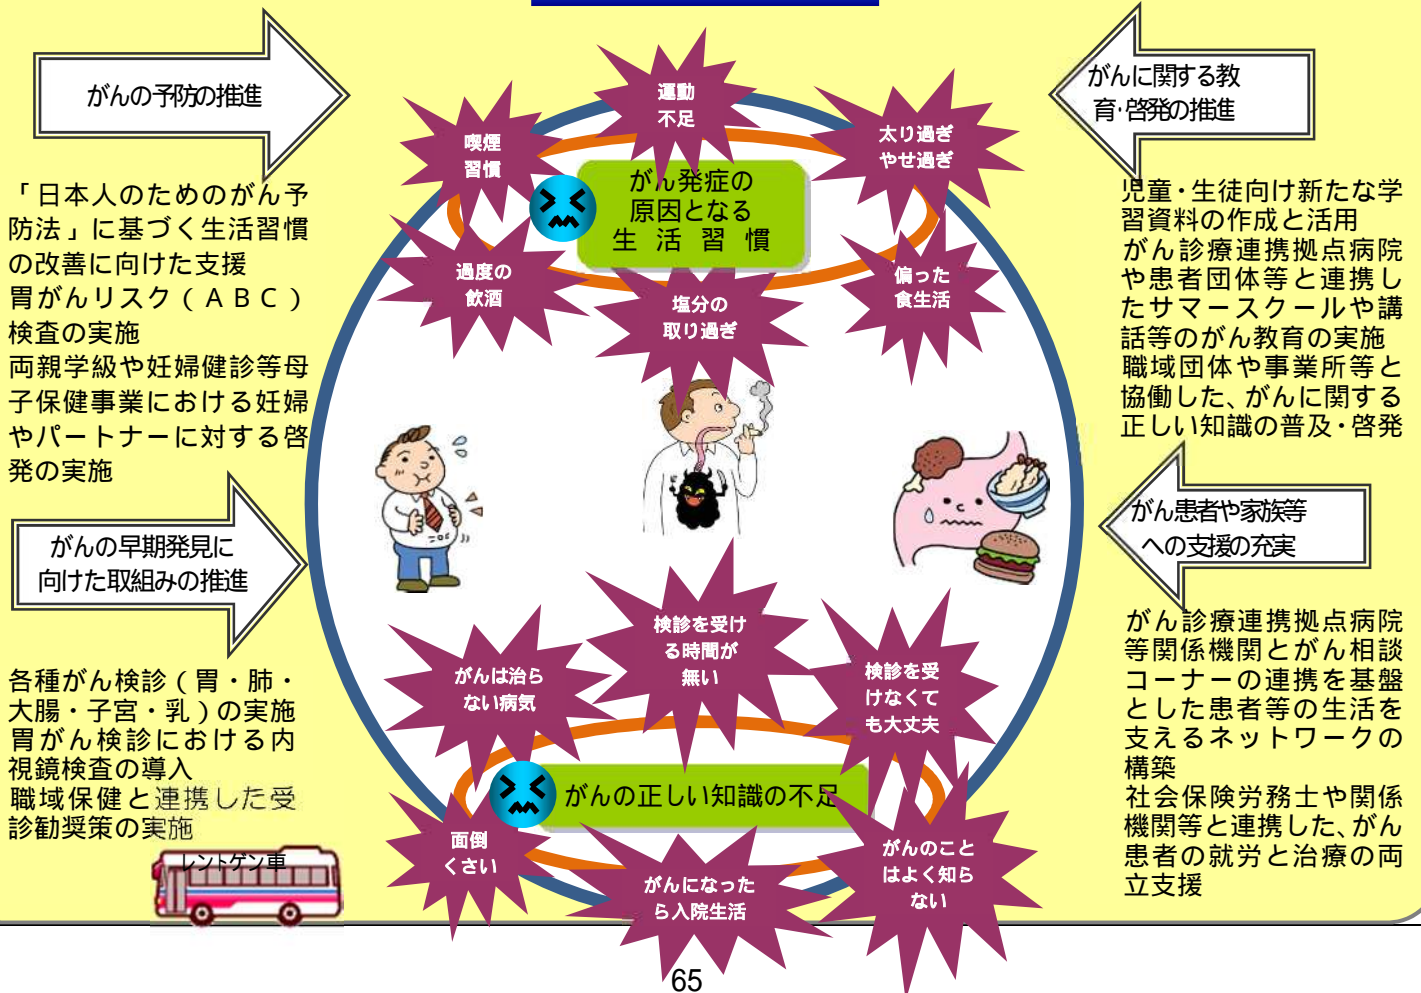 がんの予防の推進
「日本人のためのがん予
防法」に基づく生活習慣
の改善に向けた支援
胃がんリスク(ABC)
検査の実施
両親学級や妊婦健診等母
子保健事業における妊婦
やパートナーに対する啓
発の実施
がんの早期発見に
向けた取組みの推進
各種がん検診(胃・肺・
大腸・子宮・乳)の実施
胃がん検診における内
視鏡検査の導入
職域保健と連携した受
診勧奨策の実施
レントゲン車
運動
不足
喫煙
習慣
太り過ぎ
やせ過ぎ
がん発症の
原因となる
生活習慣
過度の
飲酒
塩分の
取り過ぎ
偏った
食生活
検診を受け
る時間が
無い
がんは治ら
ない病気
検診を受
けなくて
も大丈夫
がんの正しい知識の不足
面倒
くさい
がんになった
ら入院生活
がんのこと
はよく知ら
ない
がんに関する教
育・啓発の推進
児童・生徒向け新たな学
習資料の作成と活用
がん診療連携拠点病院
や患者団体等と連携し
たサマースクールや講
話等のがん教育の実施
職域団体や事業所等と
協働した、がんに関する
正しい知識の普及・啓発
がん患者や家族等
への支援の充実
がん診療連携拠点病院
等関係機関とがん相談
コーナーの連携を基盤
とした患者等の生活を
支えるネットワークの
構築
社会保険労務士や関係
機関等と連携した、がん
患者の就労と治療の両
立支援
65